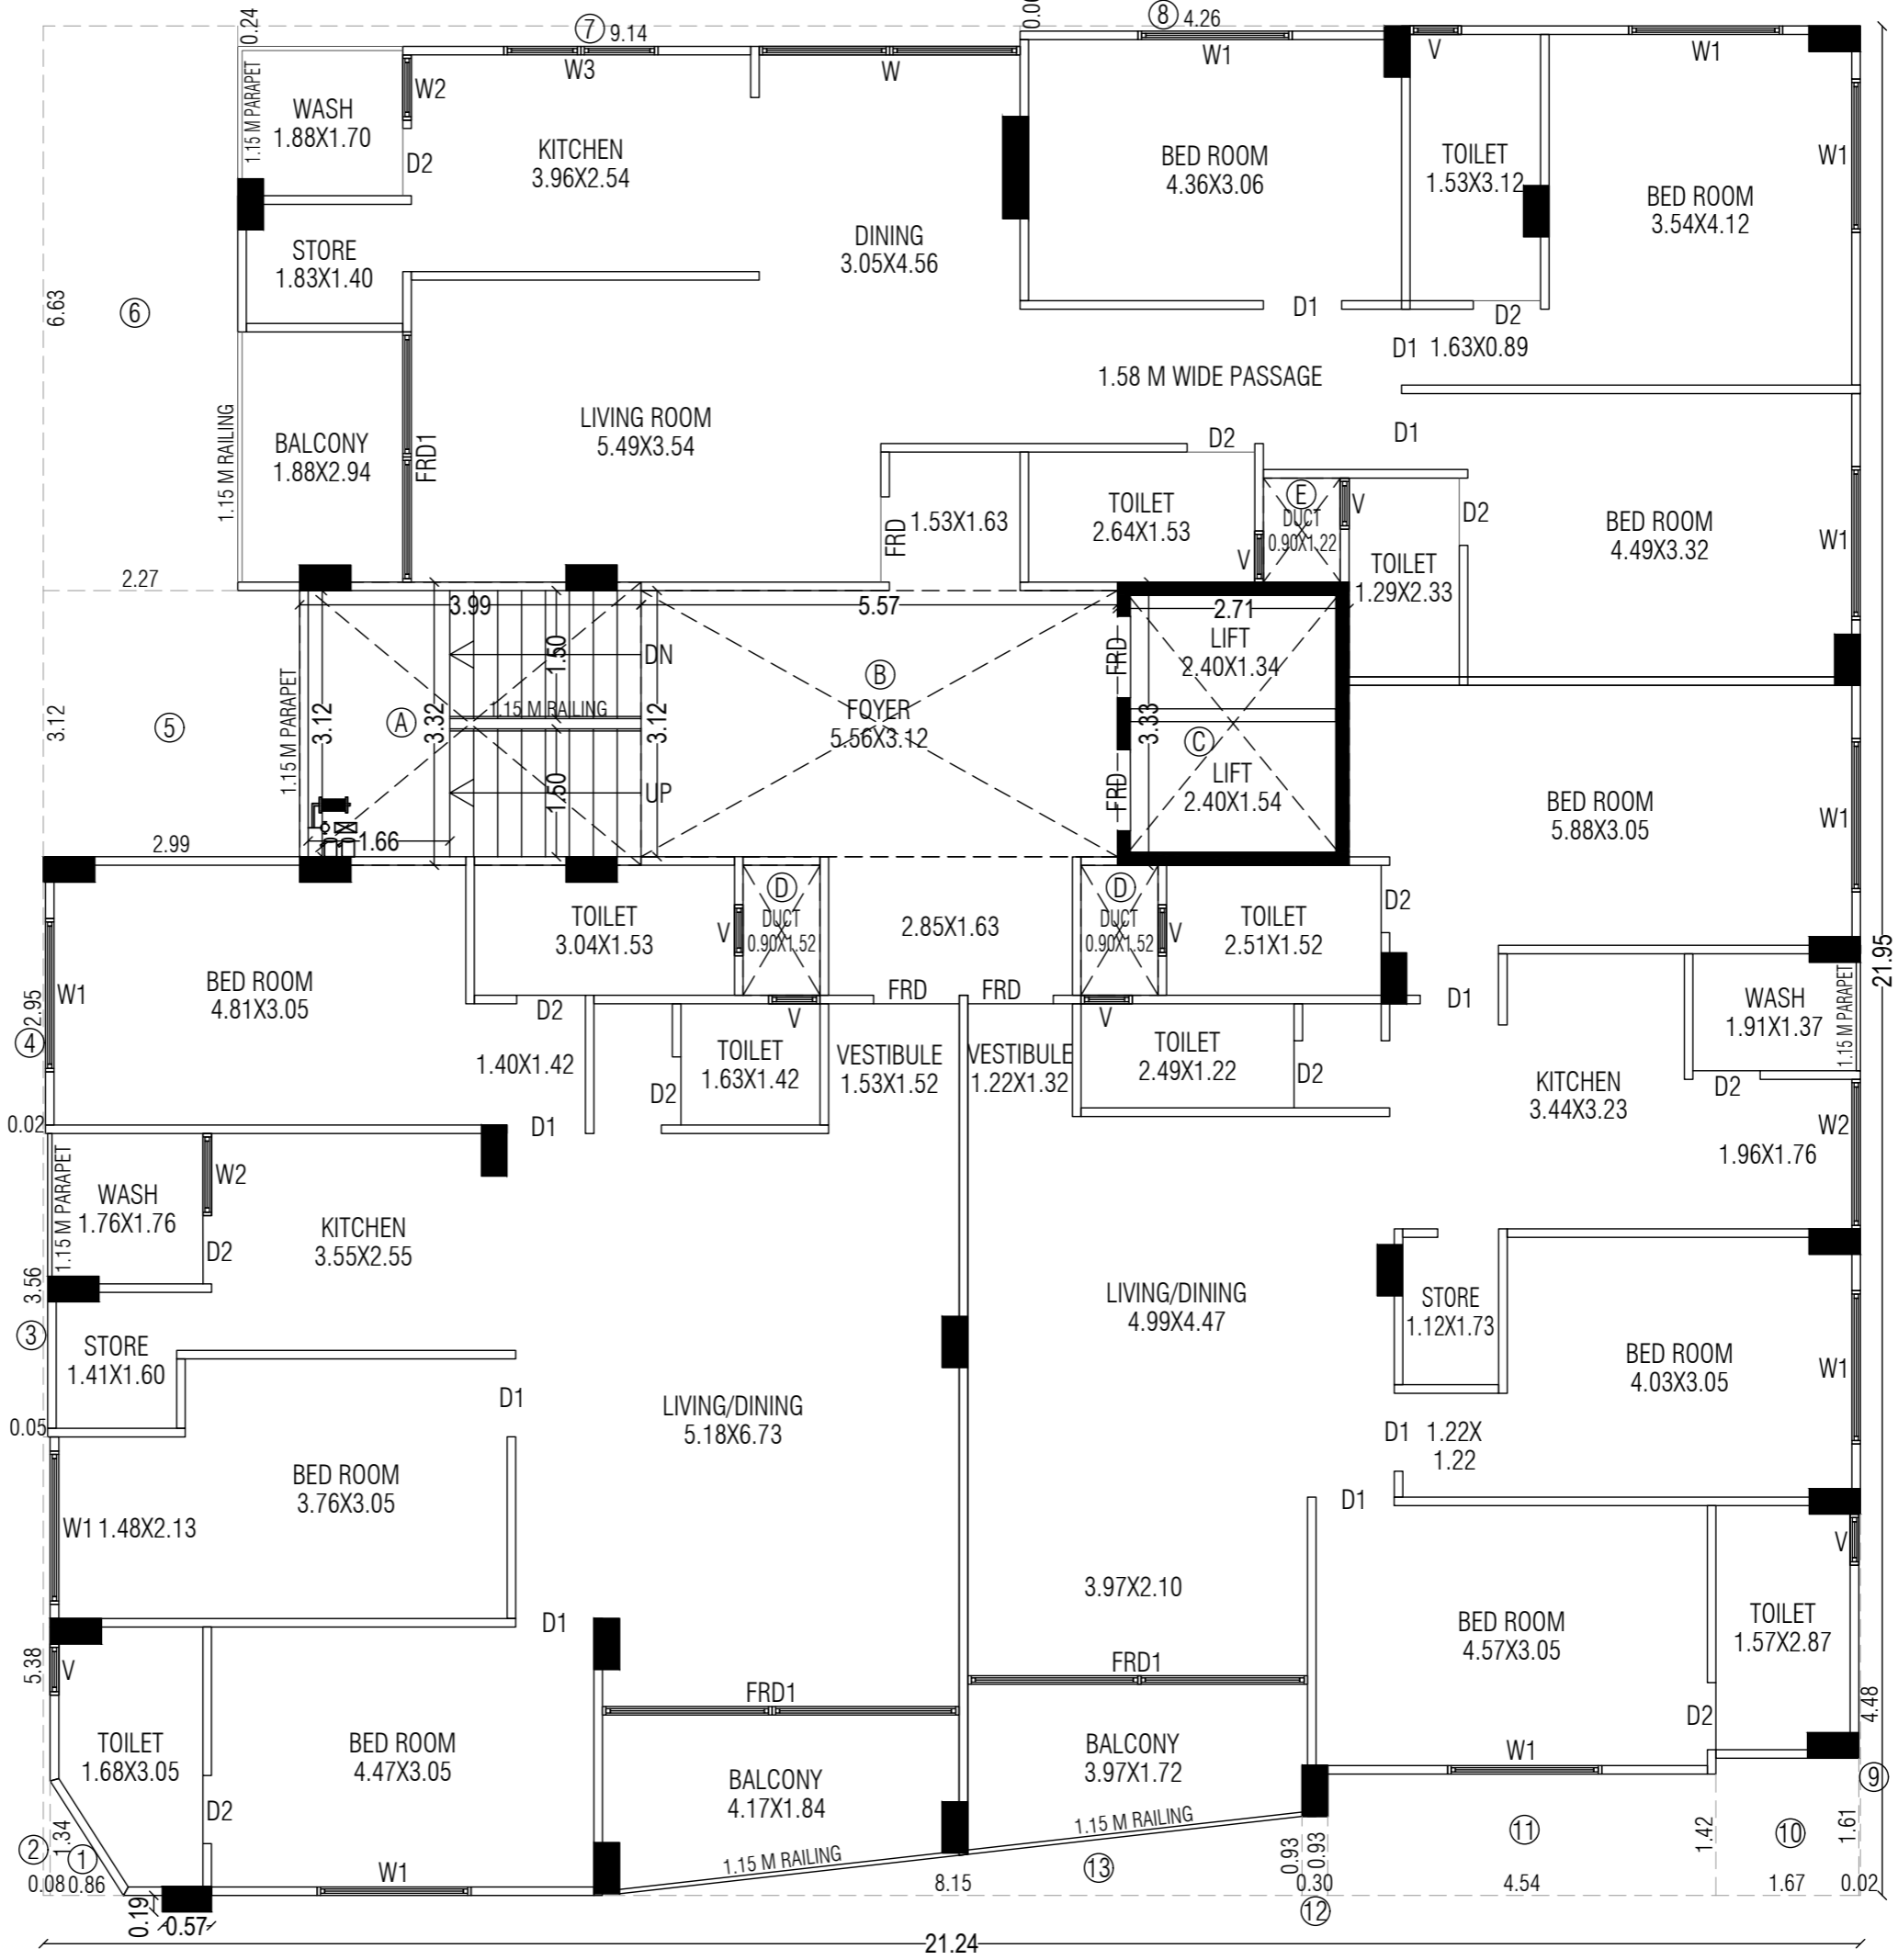 0.24
7 9.14
8 4.26
W3
W
W1
V
W1
1.15 M PARAPET
WASH
1.88X1.70
W2
D2
KITCHEN
3.96X2.54
BED ROOM
4.36X3.06
TOILET
1.53X3.12
W1
BED ROOM
3.54X4.12
STORE
1.83X1.40
DINING
3.05X4.56
6.63
6
D1
D2
D1 1.63X0.89
1.58 M WIDE PASSAGE
1.15 M RAILING
BALCONY
1.88X2.94
FRD1
LIVING ROOM
5.49X3.54
D2
D1
FRD
1.53X1.63
TOILET
2.64X1.53
V
E
DUCT
0.90X1.22
V
D2
TOILET
1.29X2.33
BED ROOM
4.49X3.32
W1
2.27
3.99
5.57
2.71
3.12
5
2.99
1.15 M PARAPET
3.12
A
3.32
1.50
DN
1.15 M RAILING
1.50
UP
1.66
3.12
B
FOYER
5.56X3.12
FRD
FRD
3.33
LIFT
2.40X1.34
C
LIFT
2.40X1.54
BED ROOM
5.88X3.05
W1
21.95
TOILET
3.04X1.53
V
D
DUCT
0.90X1.52
2.85X1.63
D
DUCT
0.90X1.52
V
TOILET
2.51X1.52
D2
2.95
4
W1
BED ROOM
4.81X3.05
D2
V
FRD
FRD
V
D1
WASH
1.91X1.37
1.15 M PARAPET
1.40X1.42
TOILET
1.63X1.42
D2
VESTIBULE
1.53X1.52
VESTIBULE
1.22X1.32
TOILET
2.49X1.22
D2
KITCHEN
3.44X3.23
D2
W2
1.96X1.76
0.02
D1
1.15 M PARAPET
WASH
1.76X1.76
W2
D2
KITCHEN
3.55X2.55
3.56
3
STORE
1.41X1.60
0.05
D1
LIVING/DINING
4.99X4.47
STORE
1.12X1.73
BED ROOM
4.03X3.05
W1
LIVING/DINING
5.18X6.73
D1 1.22X
1.22
BED ROOM
3.76X3.05
W1 1.48X2.13
D1
V
3.97X2.10
D1
BED ROOM
4.57X3.05
TOILET
1.57X2.87
5.38
V
FRD1
FRD1
D2
4.48
TOILET
1.68X3.05
D2
BED ROOM
4.47X3.05
BALCONY
4.17X1.84
BALCONY
3.97X1.72
W1
9
1.15 M RAILING
1.15 M RAILING
2
1.34
1
0.08 0.86
W1
8.15
13
0.93
0.93
0.30
12
11
4.54
1.42
10
1.67
1.61
0.02
0.19
0.57
21.24